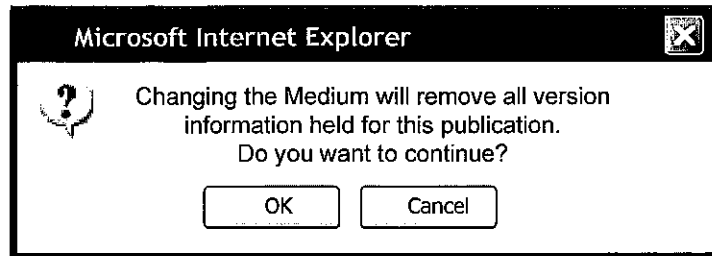 Microsoft Internet Explorer
Changing the Medium will remove all version
information held for this publication.
Do you want to continue?
OK
Cancel